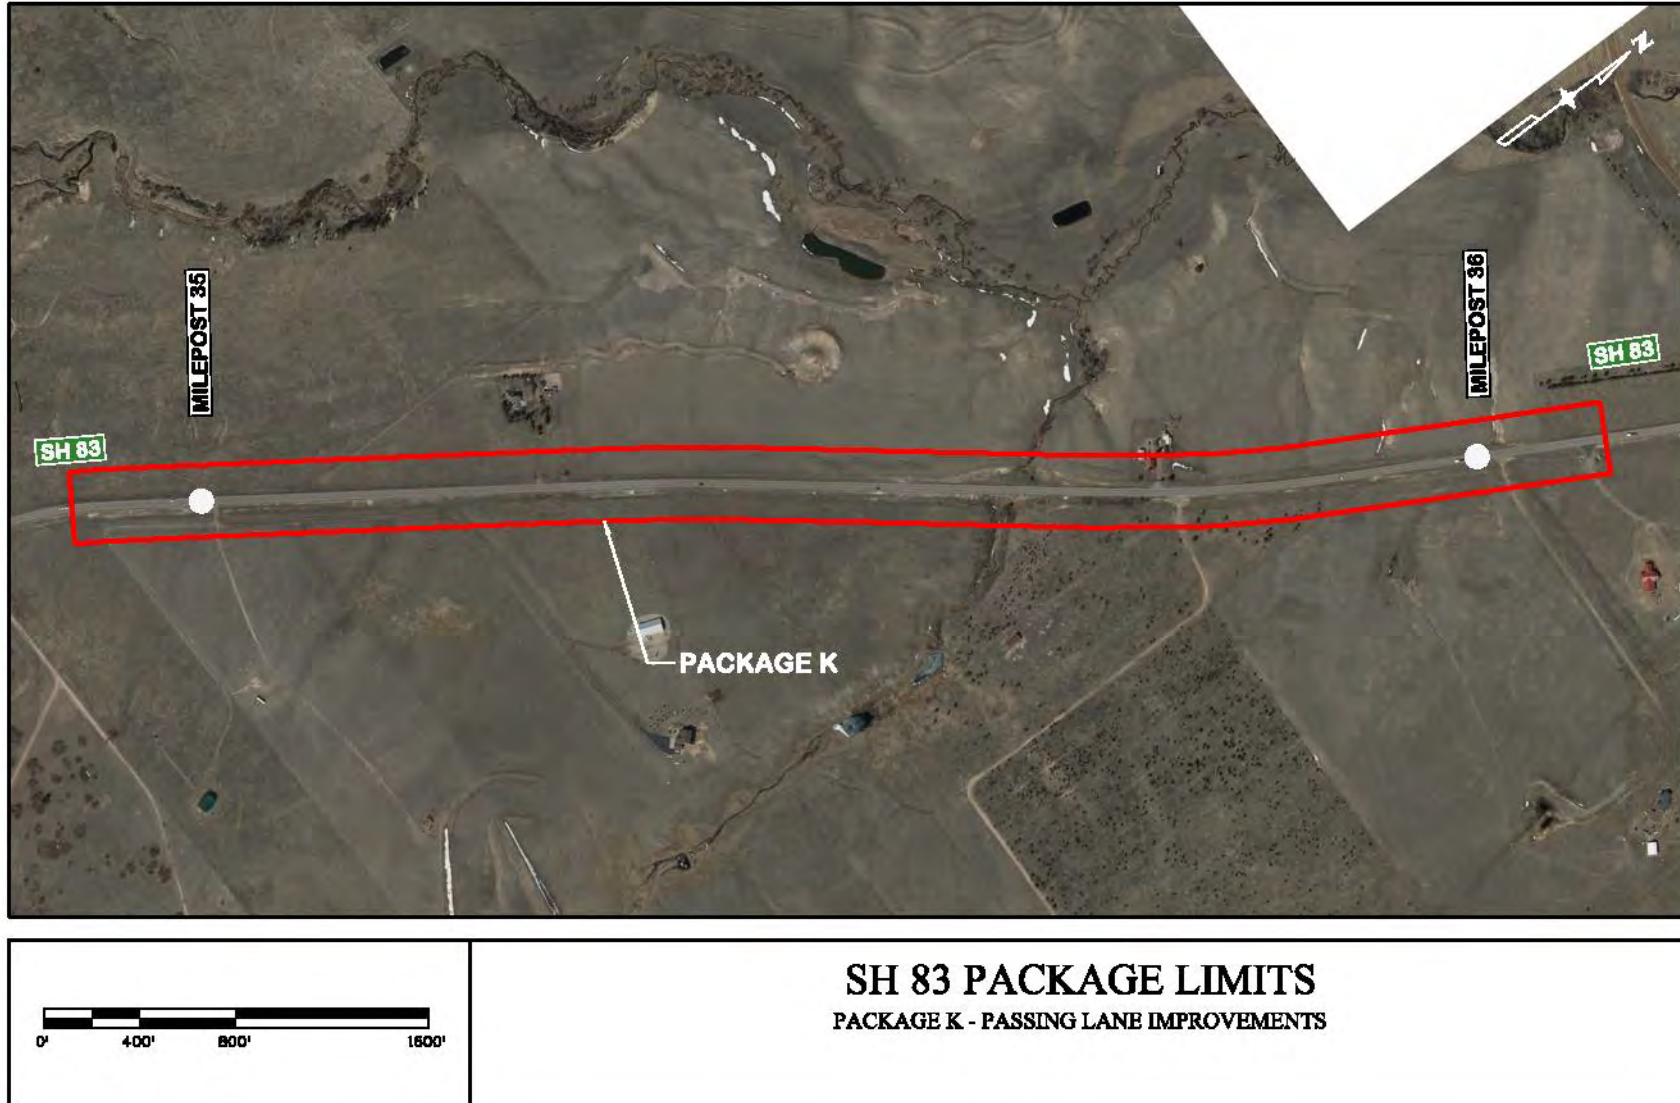 N
MILEPOST 35
MILEPOST 36
SH 83
SH 83
PACKAGE K
0' 400' 800' 1600'
SH 83 PACKAGE LIMITS
PACKAGE K - PASSING LANE IMPROVEMENTS